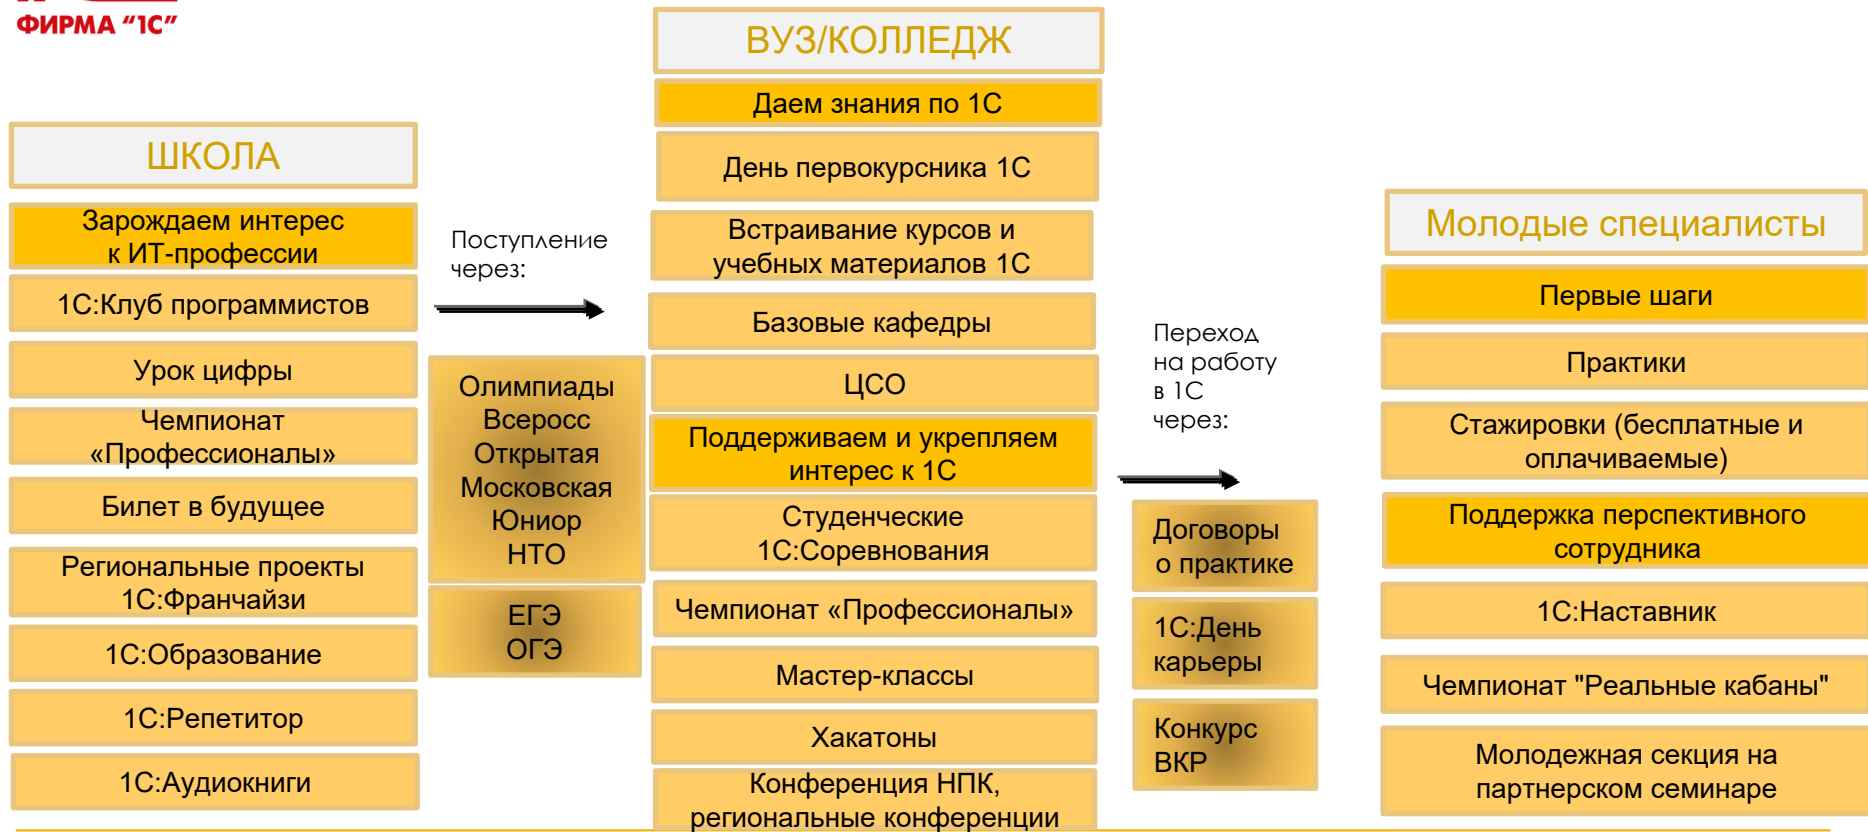 ФИРМА “1С”
ШКОЛА
Зарождаем интерес
к ИТ-профессии
1С:Клуб программистов
Урок цифры
Чемпионат
«Профессионалы»
Билет в будущее
Региональные проекты
1С:Франчайзи
1С:Образование
1С:Репетитор
1С:Аудиокниги
Поступление
через:
Олимпиады
Всеросс
Открытая
Московская
Юниор
НТО
ЕГЭ
ОГЭ
ВУЗ/КОЛЛЕДЖ
Даем знания по 1С
День первокурсника 1С
Встраивание курсов и
учебных материалов 1С
Базовые кафедры
ЦСО
Поддерживаем и укрепляем
интерес к 1С
Студенческие
1С:Соревнования
Чемпионат «Профессионалы»
Мастер-классы
Хакатоны
Конференция НПК,
региональные конференции
Переход
на работу
в 1С
через:
Договоры
о практике
1С:День
карьеры
Конкурс
ВКР
Молодые специалисты
Первые шаги
Практики
Стажировки (бесплатные и
оплачиваемые)
Поддержка перспективного
сотрудника
1С:Наставник
Чемпионат "Реальные кабаны"
Молодежная секция на
партнерском семинаре